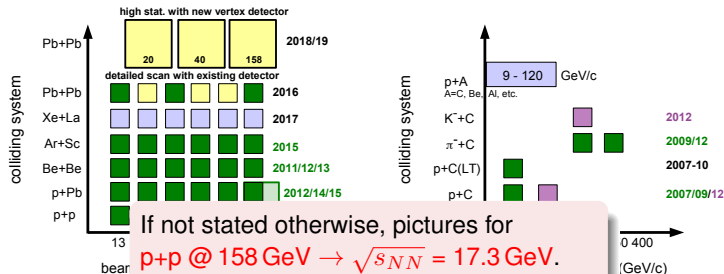 high stat. with new vertex detector
Pb+Pb
20 40 158
2018/19
detailed scan with existing detector
Pb+Pb 2016
Xe+La 2017
Ar+Sc 2015
Be+Be 2011/12/13
p+Pb 2012/14/15
p+p
13
colliding system
colliding system
p+A 9 - 120 GeV/c
A=C, Be, Al, etc.
K⁻+C 2012
π⁻+C 2009/12
p+C(LT) 2007-10
p+C 2007/09/12
0 400
If not stated otherwise, pictures for
p+p @ 158 GeV → √sNN = 17.3 GeV.
bea
(GeV/c)